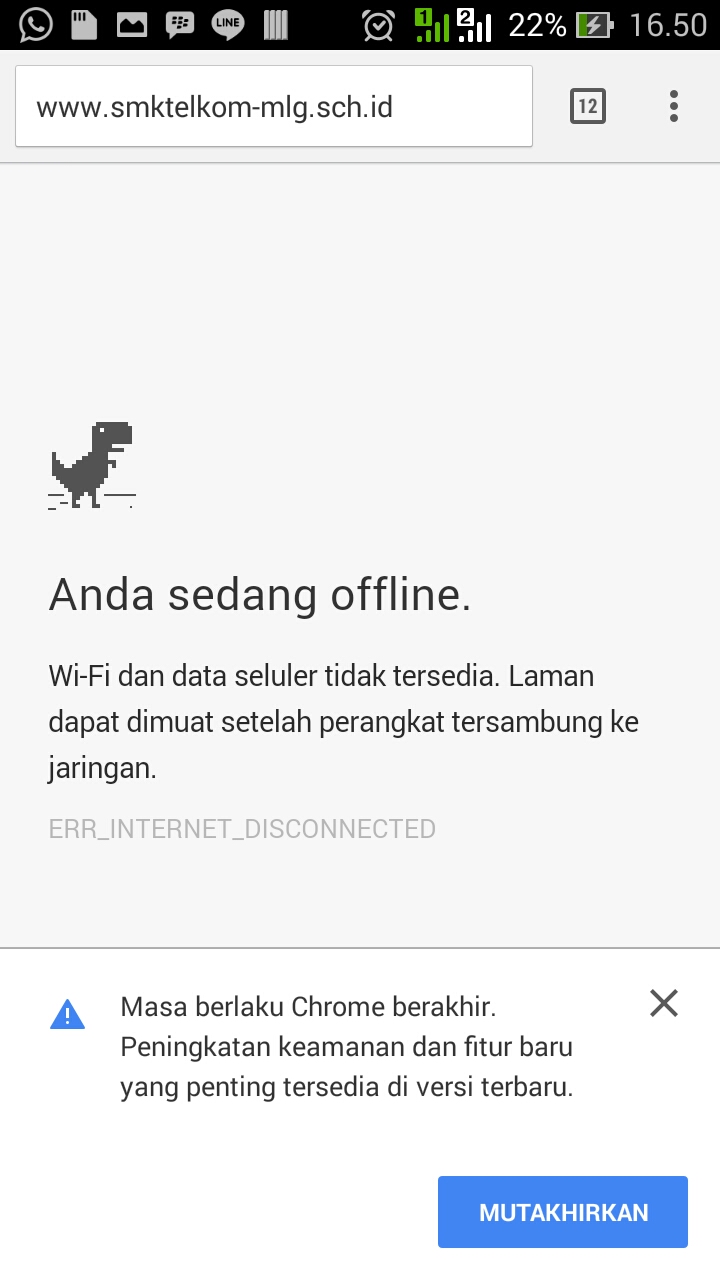 LINE 1 2 22% 16.50
www.smktelkom-mlg.sch.id 12
Anda sedang offline.
Wi-Fi dan data seluler tidak tersedia. Laman
dapat dimuat setelah perangkat tersambung ke
jaringan.
ERR_INTERNET_DISCONNECTED
Masa berlaku Chrome berakhir.
Peningkatan keamanan dan fitur baru
yang penting tersedia di versi terbaru.
MUTAKHIRKAN